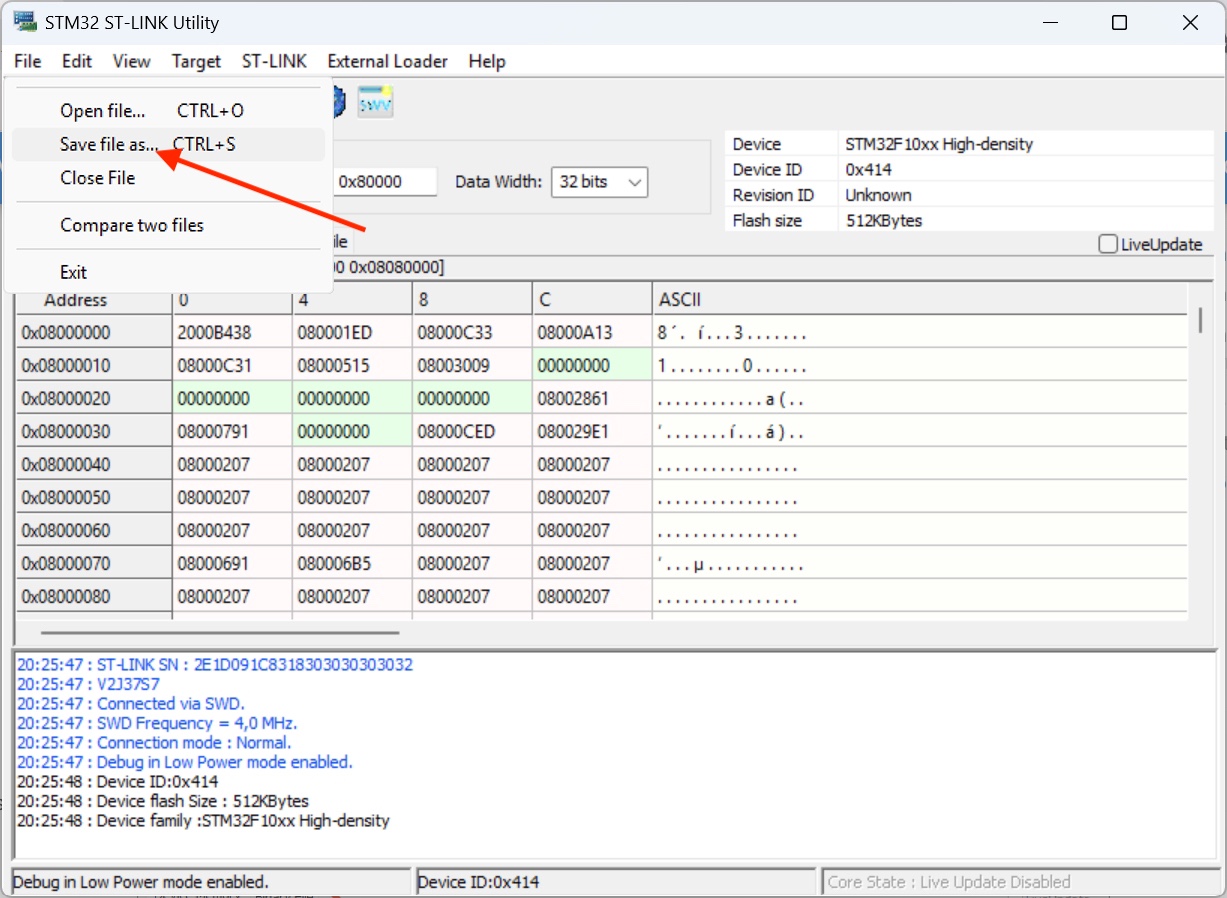 STM32 ST-LINK Utility
File Edit View Target ST-LINK External Loader Help
Open file... CTRL+O
Save file as... CTRL+S
Close File
Compare two files
Exit
0x80000 Data Width: 32 bits
Device STM32F10xx High-density
Device ID 0x414
Revision ID Unknown
Flash size 512KBytes
LiveUpdate
0x08080000]
Address 0 4 8 C ASCII
0x08000000 2000B438 080001ED 08000C33 08000A13 8´. í...3.......
0x08000010 08000C31 08000515 08003009 00000000 1........0......
0x08000020 00000000 00000000 00000000 08002861 ............a(..
0x08000030 08000791 00000000 08000CED 080029E1 ‘.......í...á)..
0x08000040 08000207 08000207 08000207 08000207 ................
0x08000050 08000207 08000207 08000207 08000207 ................
0x08000060 08000207 08000207 08000207 08000207 ................
0x08000070 08000691 080006B5 08000207 08000207 ‘...µ...........
0x08000080 08000207 08000207 08000207 08000207 ................
20:25:47 : ST-LINK SN : 2E1D091C8318303030303032
20:25:47 : V2J37S7
20:25:47 : Connected via SWD.
20:25:47 : SWD Frequency = 4,0 MHz.
20:25:47 : Connection mode : Normal.
20:25:47 : Debug in Low Power mode enabled.
20:25:48 : Device ID:0x414
20:25:48 : Device flash Size : 512KBytes
20:25:48 : Device family :STM32F10xx High-density
Debug in Low Power mode enabled. Device ID:0x414 Core State : Live Update Disabled